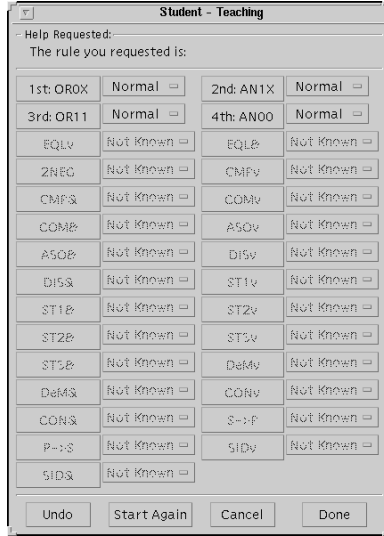 Student - Teaching
Help Requested:
The rule you requested is:
1st: OR0X Normal 2nd: AN1X Normal
3rd: OR11 Normal 4th: AN00 Normal
EQLv Not Known EQL& Not Known
2NEG Not Known CMPv Not Known
CMP& Not Known COMv Not Known
COM& Not Known ASOv Not Known
ASO& Not Known DISv Not Known
DIS& Not Known ST1v Not Known
ST1& Not Known ST2v Not Known
ST2& Not Known ST3v Not Known
ST3& Not Known DeMv Not Known
DeM& Not Known CONv Not Known
CON& Not Known S->P Not Known
P->S Not Known SIDv Not Known
SID& Not Known
Undo Start Again Cancel Done